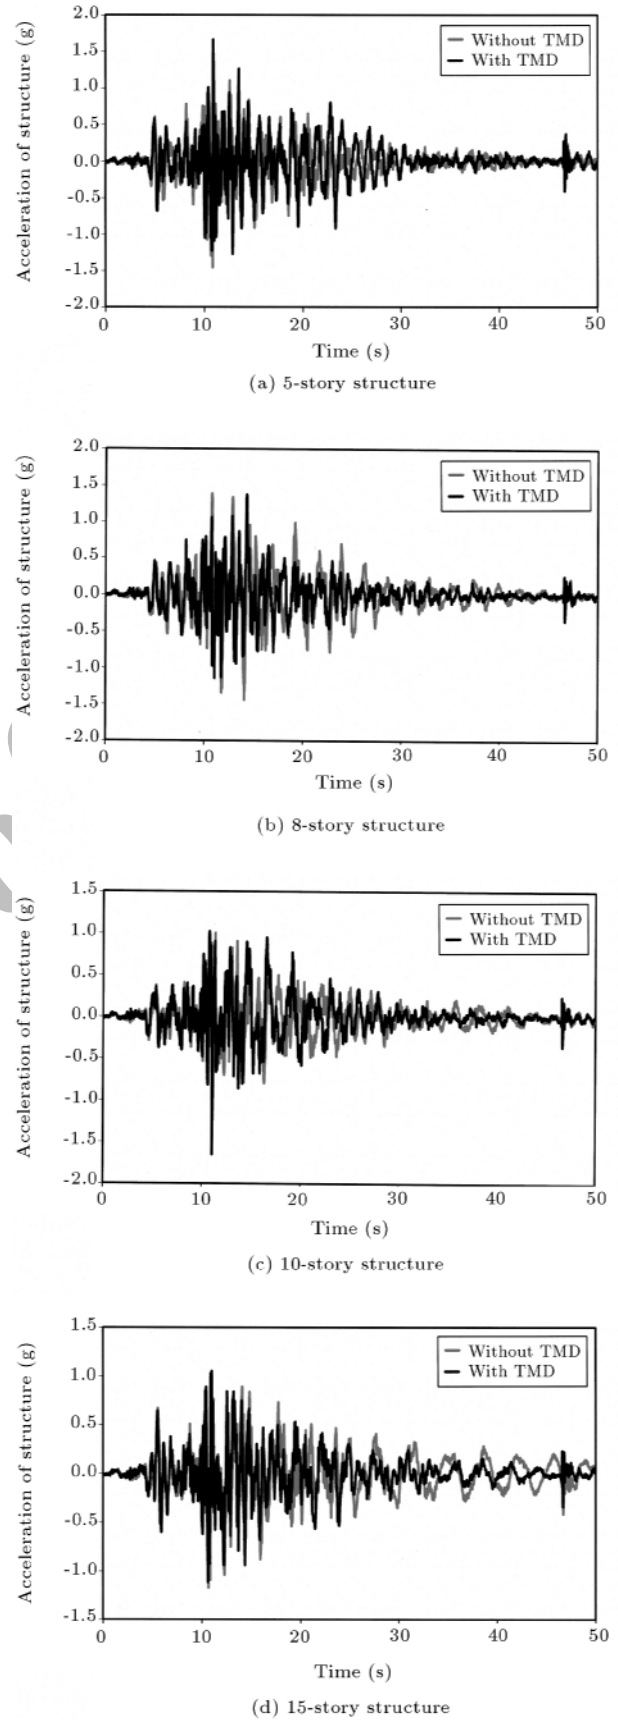 Acceleration of structure (g)
2.0
1.5
1.0
0.5
0.0
-0.5
-1.0
-1.5
-2.0
Without TMD
With TMD
0 10 20 30 40 50
Time (s)
(a) 5-story structure
Acceleration of structure (g)
2.0
1.5
1.0
0.5
0.0
-0.5
-1.0
-1.5
-2.0
Without TMD
With TMD
0 10 20 30 40 50
Time (s)
(b) 8-story structure
Acceleration of structure (g)
1.5
1.0
0.5
0.0
-0.5
-1.0
-1.5
-2.0
Without TMD
With TMD
0 10 20 30 40 50
Time (s)
(c) 10-story structure
Acceleration of structure (g)
1.5
1.0
0.5
0.0
-0.5
-1.0
-1.5
Without TMD
With TMD
0 10 20 30 40 50
Time (s)
(d) 15-story structure